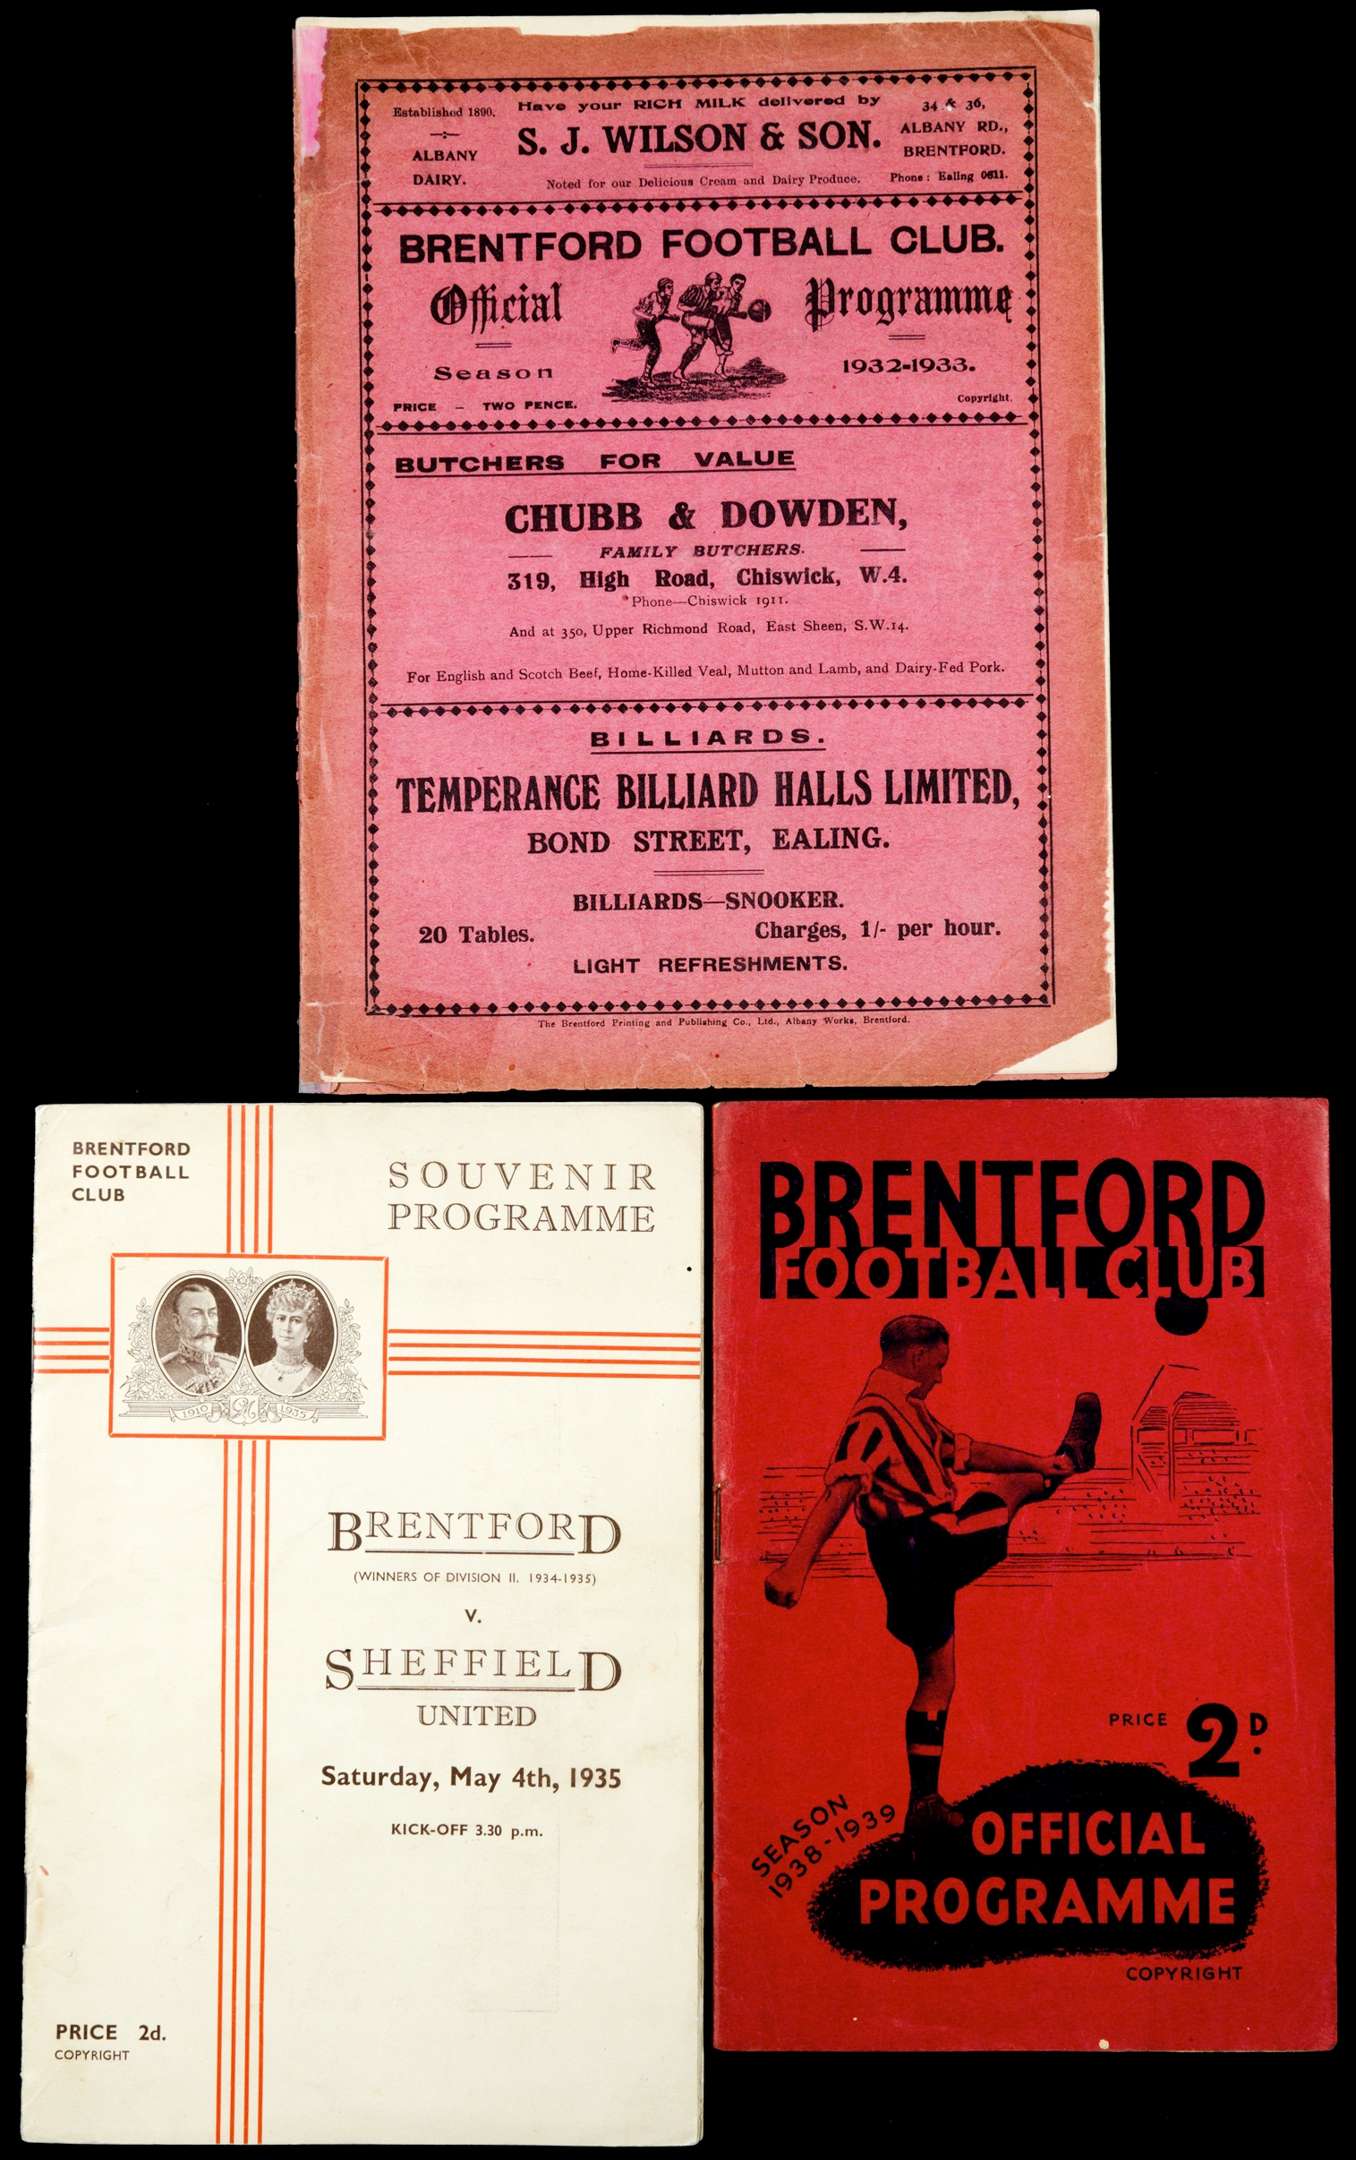 Established 1890.
ALBANY
DAIRY.
Have your RICH MILK delivered by
S. J. WILSON & SON.
Noted for our Delicious Cream and Dairy Produce.
34 & 36,
ALBANY RD.,
BRENTFORD.
Phone: Ealing 0611.
BRENTFORD FOOTBALL CLUB.
Official Programme
Season 1932-1933.
PRICE - TWO PENCE.
Copyright.
BUTCHERS FOR VALUE
CHUBB & DOWDEN,
FAMILY BUTCHERS.
319, High Road, Chiswick, W.4.
Phone—Chiswick 1911.
And at 350, Upper Richmond Road, East Sheen, S.W.14.
For English and Scotch Beef, Home-Killed Veal, Mutton and Lamb, and Dairy-Fed Pork.
BILLIARDS.
TEMPERANCE BILLIARD HALLS LIMITED,
BOND STREET, EALING.
BILLIARDS—SNOOKER.
20 Tables. Charges, 1/- per hour.
LIGHT REFRESHMENTS.
The Brentford Printing and Publishing Co., Ltd., Albany Works, Brentford.
BRENTFORD
FOOTBALL
CLUB
SOUVENIR
PROGRAMME
1910 1935
BRENTFORD
(WINNERS OF DIVISION II. 1934-1935)
V.
SHEFFIELD
UNITED
Saturday, May 4th, 1935
KICK-OFF 3.30 p.m.
PRICE 2d.
COPYRIGHT
BRENTFORD
FOOTBALL CLUB
PRICE 2D.
SEASON
1938-1939
OFFICIAL
PROGRAMME
COPYRIGHT